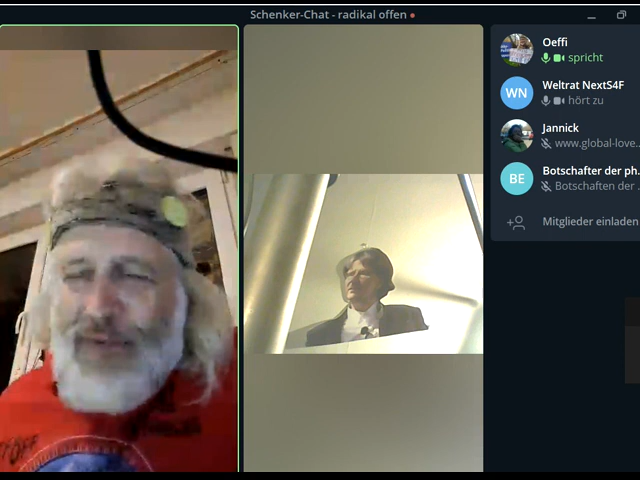 Schenker-Chat - radikal offen
Oeffi
spricht
WN
Weltrat NextS4F
hört zu
Jannick
www.global-love...
BE
Botschafter der ph...
Botschaften der ...
Mitglieder einladen